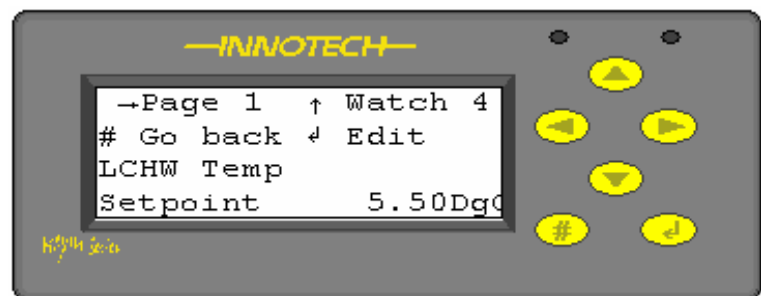 INNOTECH
→Page 1 ↑ Watch 4
# Go back ↲ Edit
LCHW Temp
Setpoint 5.50DgC
#